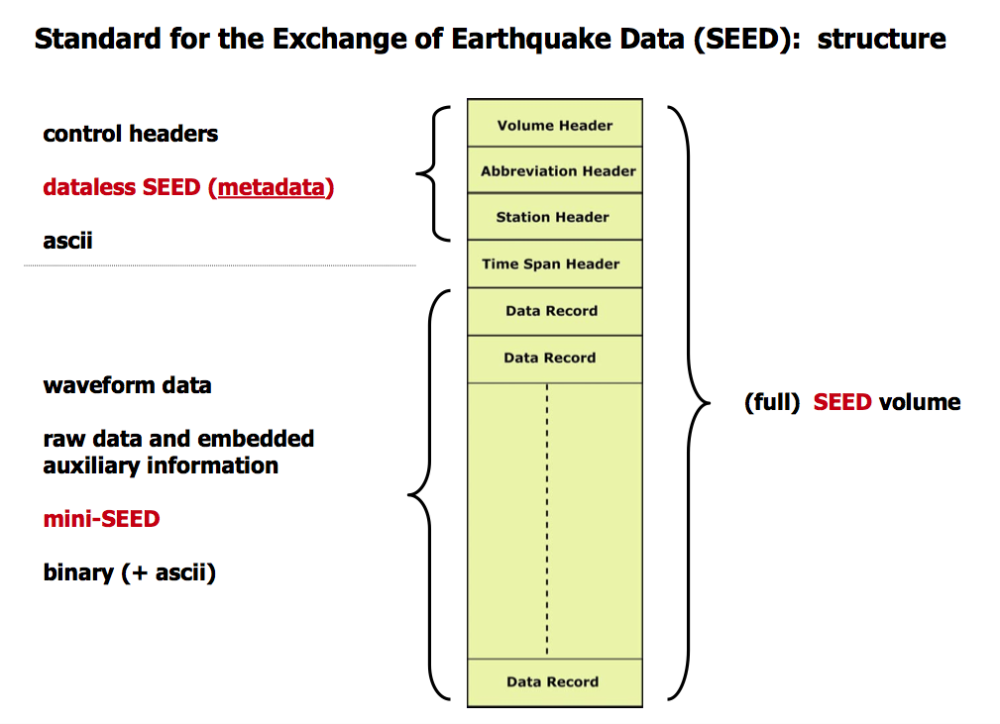 Standard for the Exchange of Earthquake Data (SEED): structure
control headers
dataless SEED (metadata)
ascii
Volume Header
Abbreviation Header
Station Header
Time Span Header
Data Record
Data Record
Data Record
waveform data
raw data and embedded
auxiliary information
mini-SEED
binary (+ ascii)
(full) SEED volume